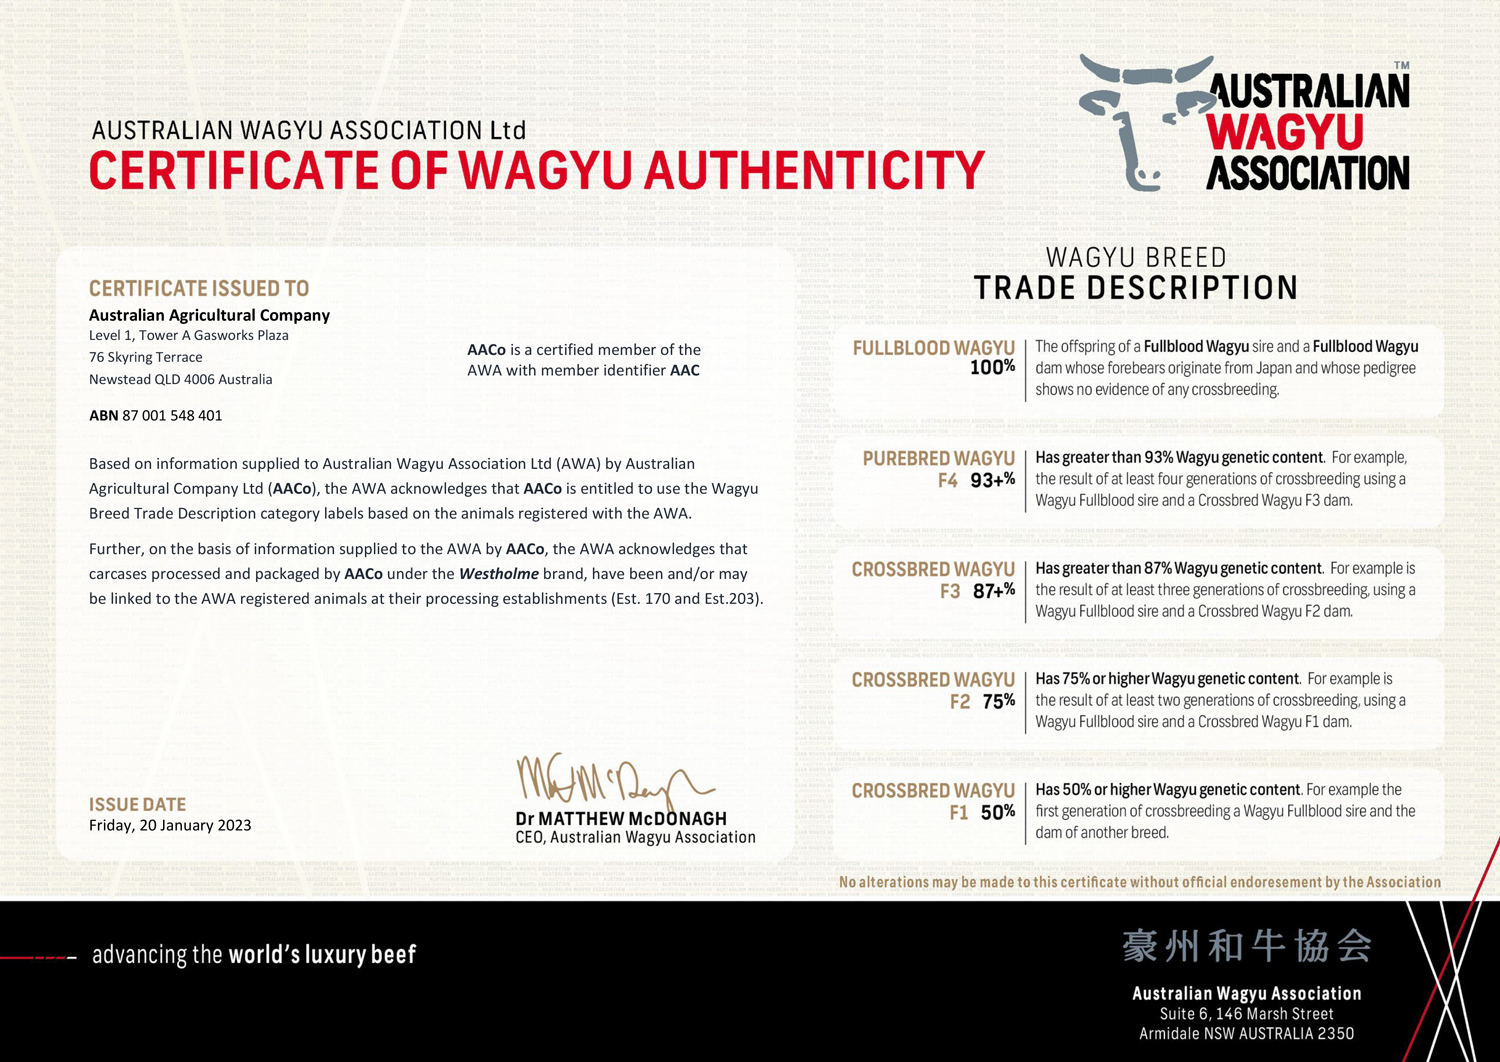 AUSTRALIAN WAGYU ASSOCIATION Ltd
CERTIFICATE OF WAGYU AUTHENTICITY
TM
AUSTRALIAN
WAGYU
ASSOCIATION
CERTIFICATE ISSUED TO
Australian Agricultural Company
Level 1, Tower A Gasworks Plaza
76 Skyring Terrace
Newstead QLD 4006 Australia
ABN 87 001 548 401
AACo is a certified member of the
AWA with member identifier AAC
Based on information supplied to Australian Wagyu Association Ltd (AWA) by Australian
Agricultural Company Ltd (AACo), the AWA acknowledges that AACo is entitled to use the Wagyu
Breed Trade Description category labels based on the animals registered with the AWA.
Further, on the basis of information supplied to the AWA by AACo, the AWA acknowledges that
carcases processed and packaged by AACo under the Westholme brand, have been and/or may
be linked to the AWA registered animals at their processing establishments (Est. 170 and Est.203).
ISSUE DATE
Friday, 20 January 2023
Dr MATTHEW McDONAGH
CEO, Australian Wagyu Association
WAGYU BREED
TRADE DESCRIPTION
FULLBLOOD WAGYU
100%
The offspring of a Fullblood Wagyu sire and a Fullblood Wagyu
dam whose forebears originate from Japan and whose pedigree
shows no evidence of any crossbreeding.
PUREBRED WAGYU
F4 93+%
Has greater than 93% Wagyu genetic content. For example,
the result of at least four generations of crossbreeding using a
Wagyu Fullblood sire and a Crossbred Wagyu F3 dam.
CROSSBRED WAGYU
F3 87+%
Has greater than 87% Wagyu genetic content. For example is
the result of at least three generations of crossbreeding, using a
Wagyu Fullblood sire and a Crossbred Wagyu F2 dam.
CROSSBRED WAGYU
F2 75%
Has 75% or higher Wagyu genetic content. For example is
the result of at least two generations of crossbreeding, using a
Wagyu Fullblood sire and a Crossbred Wagyu F1 dam.
CROSSBRED WAGYU
F1 50%
Has 50% or higher Wagyu genetic content. For example the
first generation of crossbreeding a Wagyu Fullblood sire and the
dam of another breed.
No alterations may be made to this certificate without official endoresement by the Association
advancing the world's luxury beef
豪州和牛協会
Australian Wagyu Association
Suite 6, 146 Marsh Street
Armidale NSW AUSTRALIA 2350